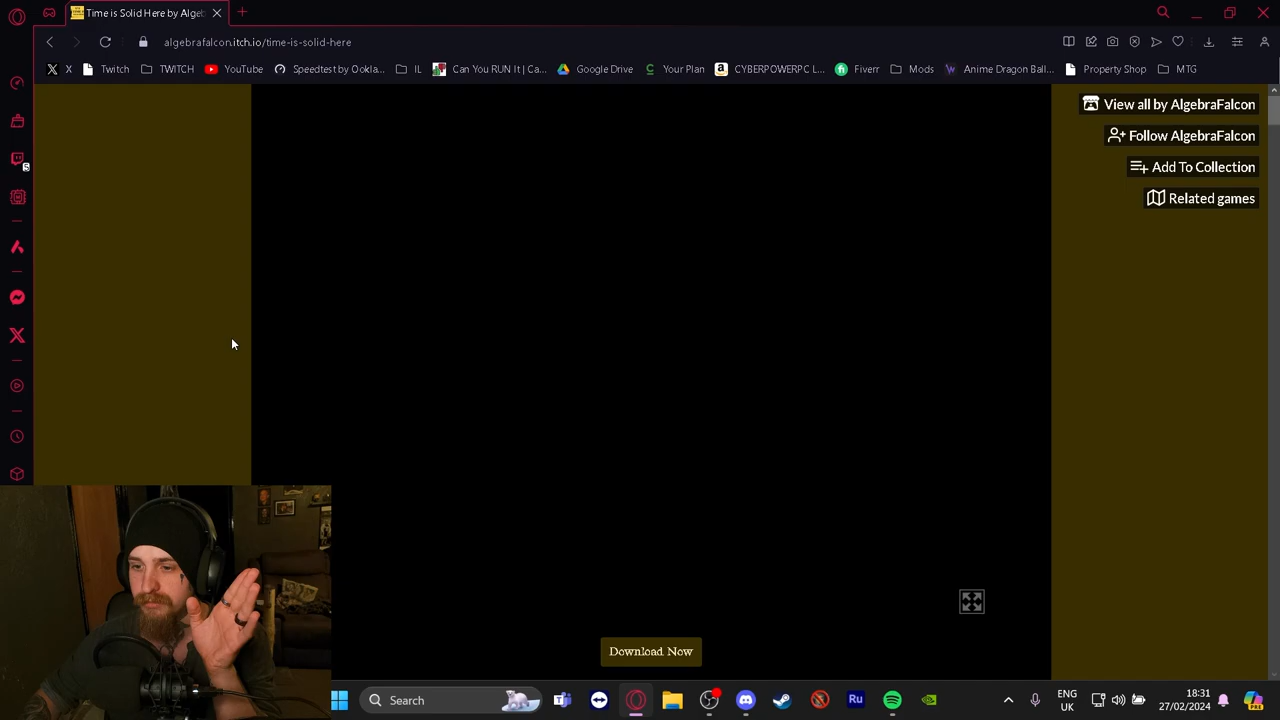 Time is Solid Here by Algeb
algebrafalcon.itch.io/time-is-solid-here
X
Twitch
TWITCH
YouTube
Speedtest by Ookla...
IL
Can You RUN It | Ca...
Google Drive
Your Plan
CYBERPOWERPC L...
Fiverr
Mods
Anime Dragon Ball...
Property Shop
MTG
View all by AlgebraFalcon
Follow AlgebraFalcon
Add To Collection
Related games
5
Download Now
Search
Ru
ENG
UK
18:31
27/02/2024